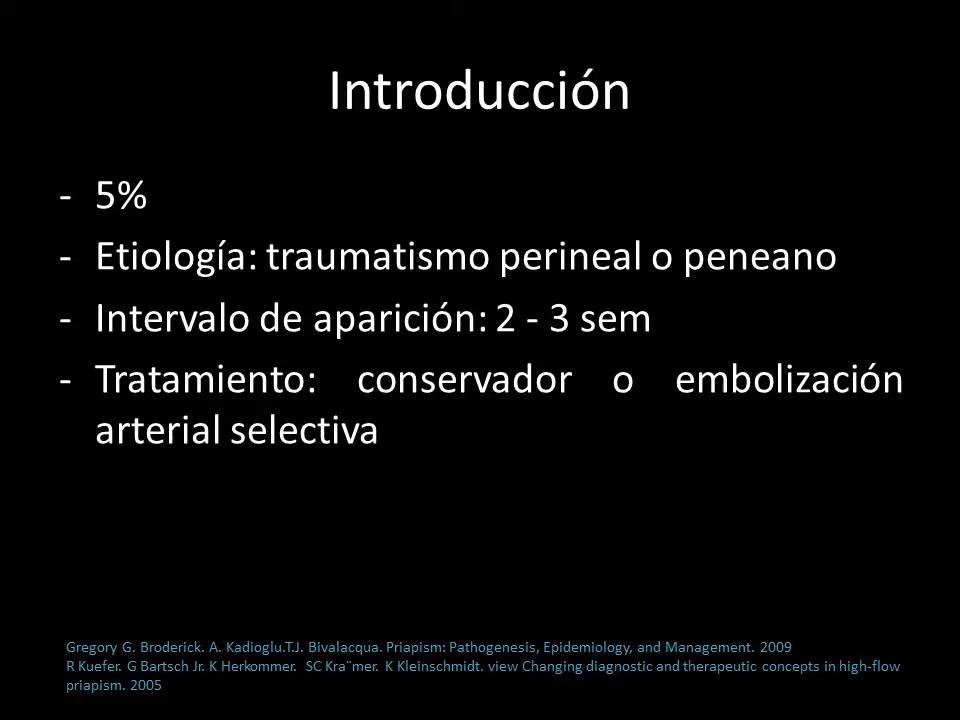 Introducción
- 5%
- Etiología: traumatismo perineal o peneano
- Intervalo de aparición: 2 - 3 sem
- Tratamiento: conservador o embolización
arterial selectiva
Gregory G. Broderick. A. Kadioglu.T.J. Bivalacqua. Priapism: Pathogenesis, Epidemiology, and Management. 2009
R Kuefer. G Bartsch Jr. K Herkommer. SC Kra¨mer. K Kleinschmidt. view Changing diagnostic and therapeutic concepts in high-flow
priapism. 2005